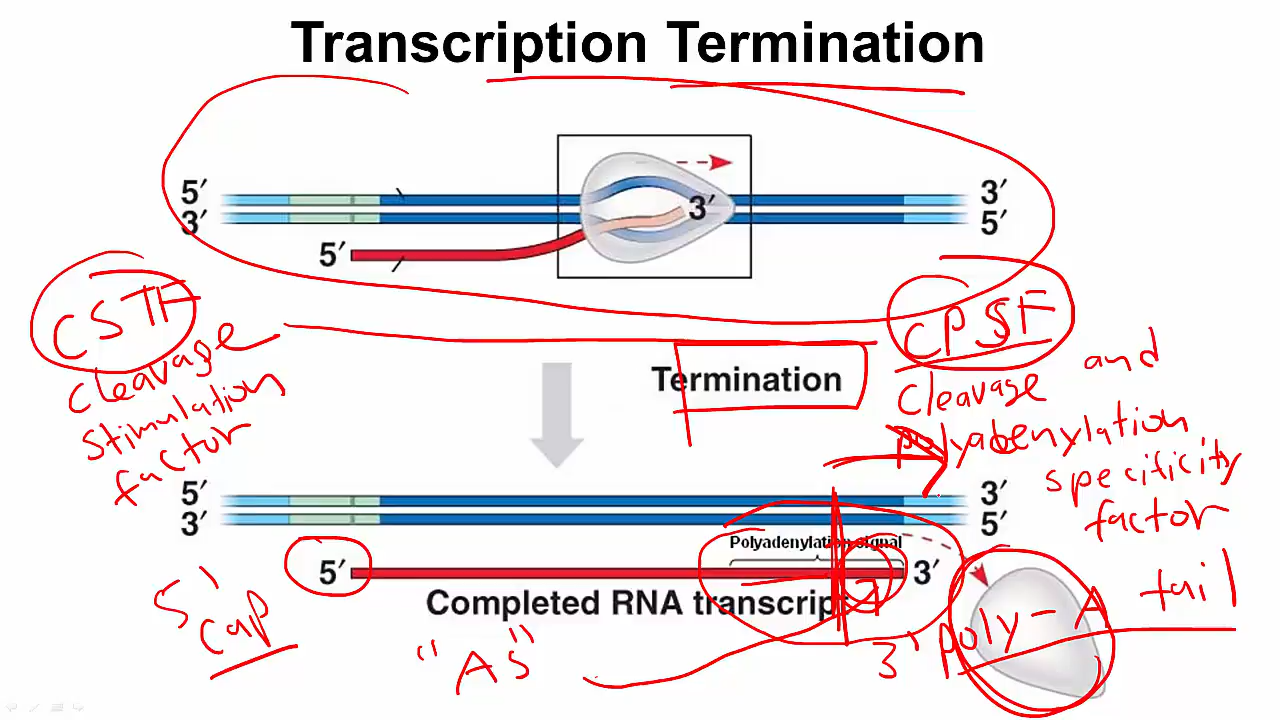 Transcription Termination
5′ 3′
3′ 5′
3′
5′
CSTF
cleavage
stimulation
factor
CPSF
cleavage and
polyadenylation
specificity
factor
Termination
5′ 3′
3′ 5′
Polyadenylation signal
5′ 3′
Completed RNA transcript
5' cap
"AS"
3' poly-A tail